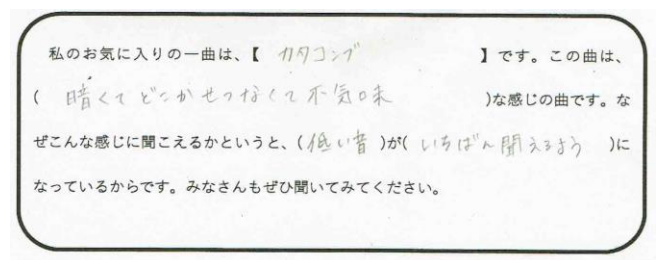 私のお気に入りの一曲は、【 カタコンブ 】です。この曲は、
( 暗くてどこかせつなくて不気味 )な感じの曲です。な
ぜこんな感じに聞こえるかというと、(低い音)が( いちばん聞えるよう )に
なっているからです。みなさんもぜひ聞いてみてください。